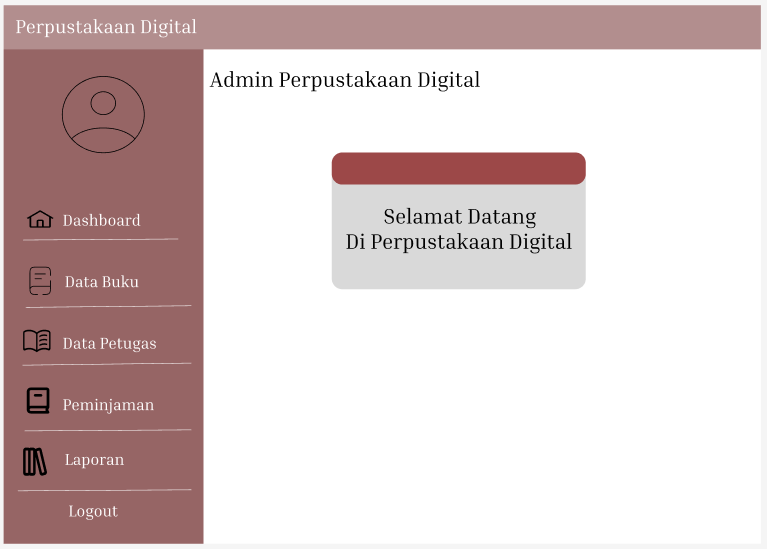 Perpustakaan Digital
Admin Perpustakaan Digital
Dashboard
Data Buku
Data Petugas
Peminjaman
Laporan
Logout
Selamat Datang
Di Perpustakaan Digital